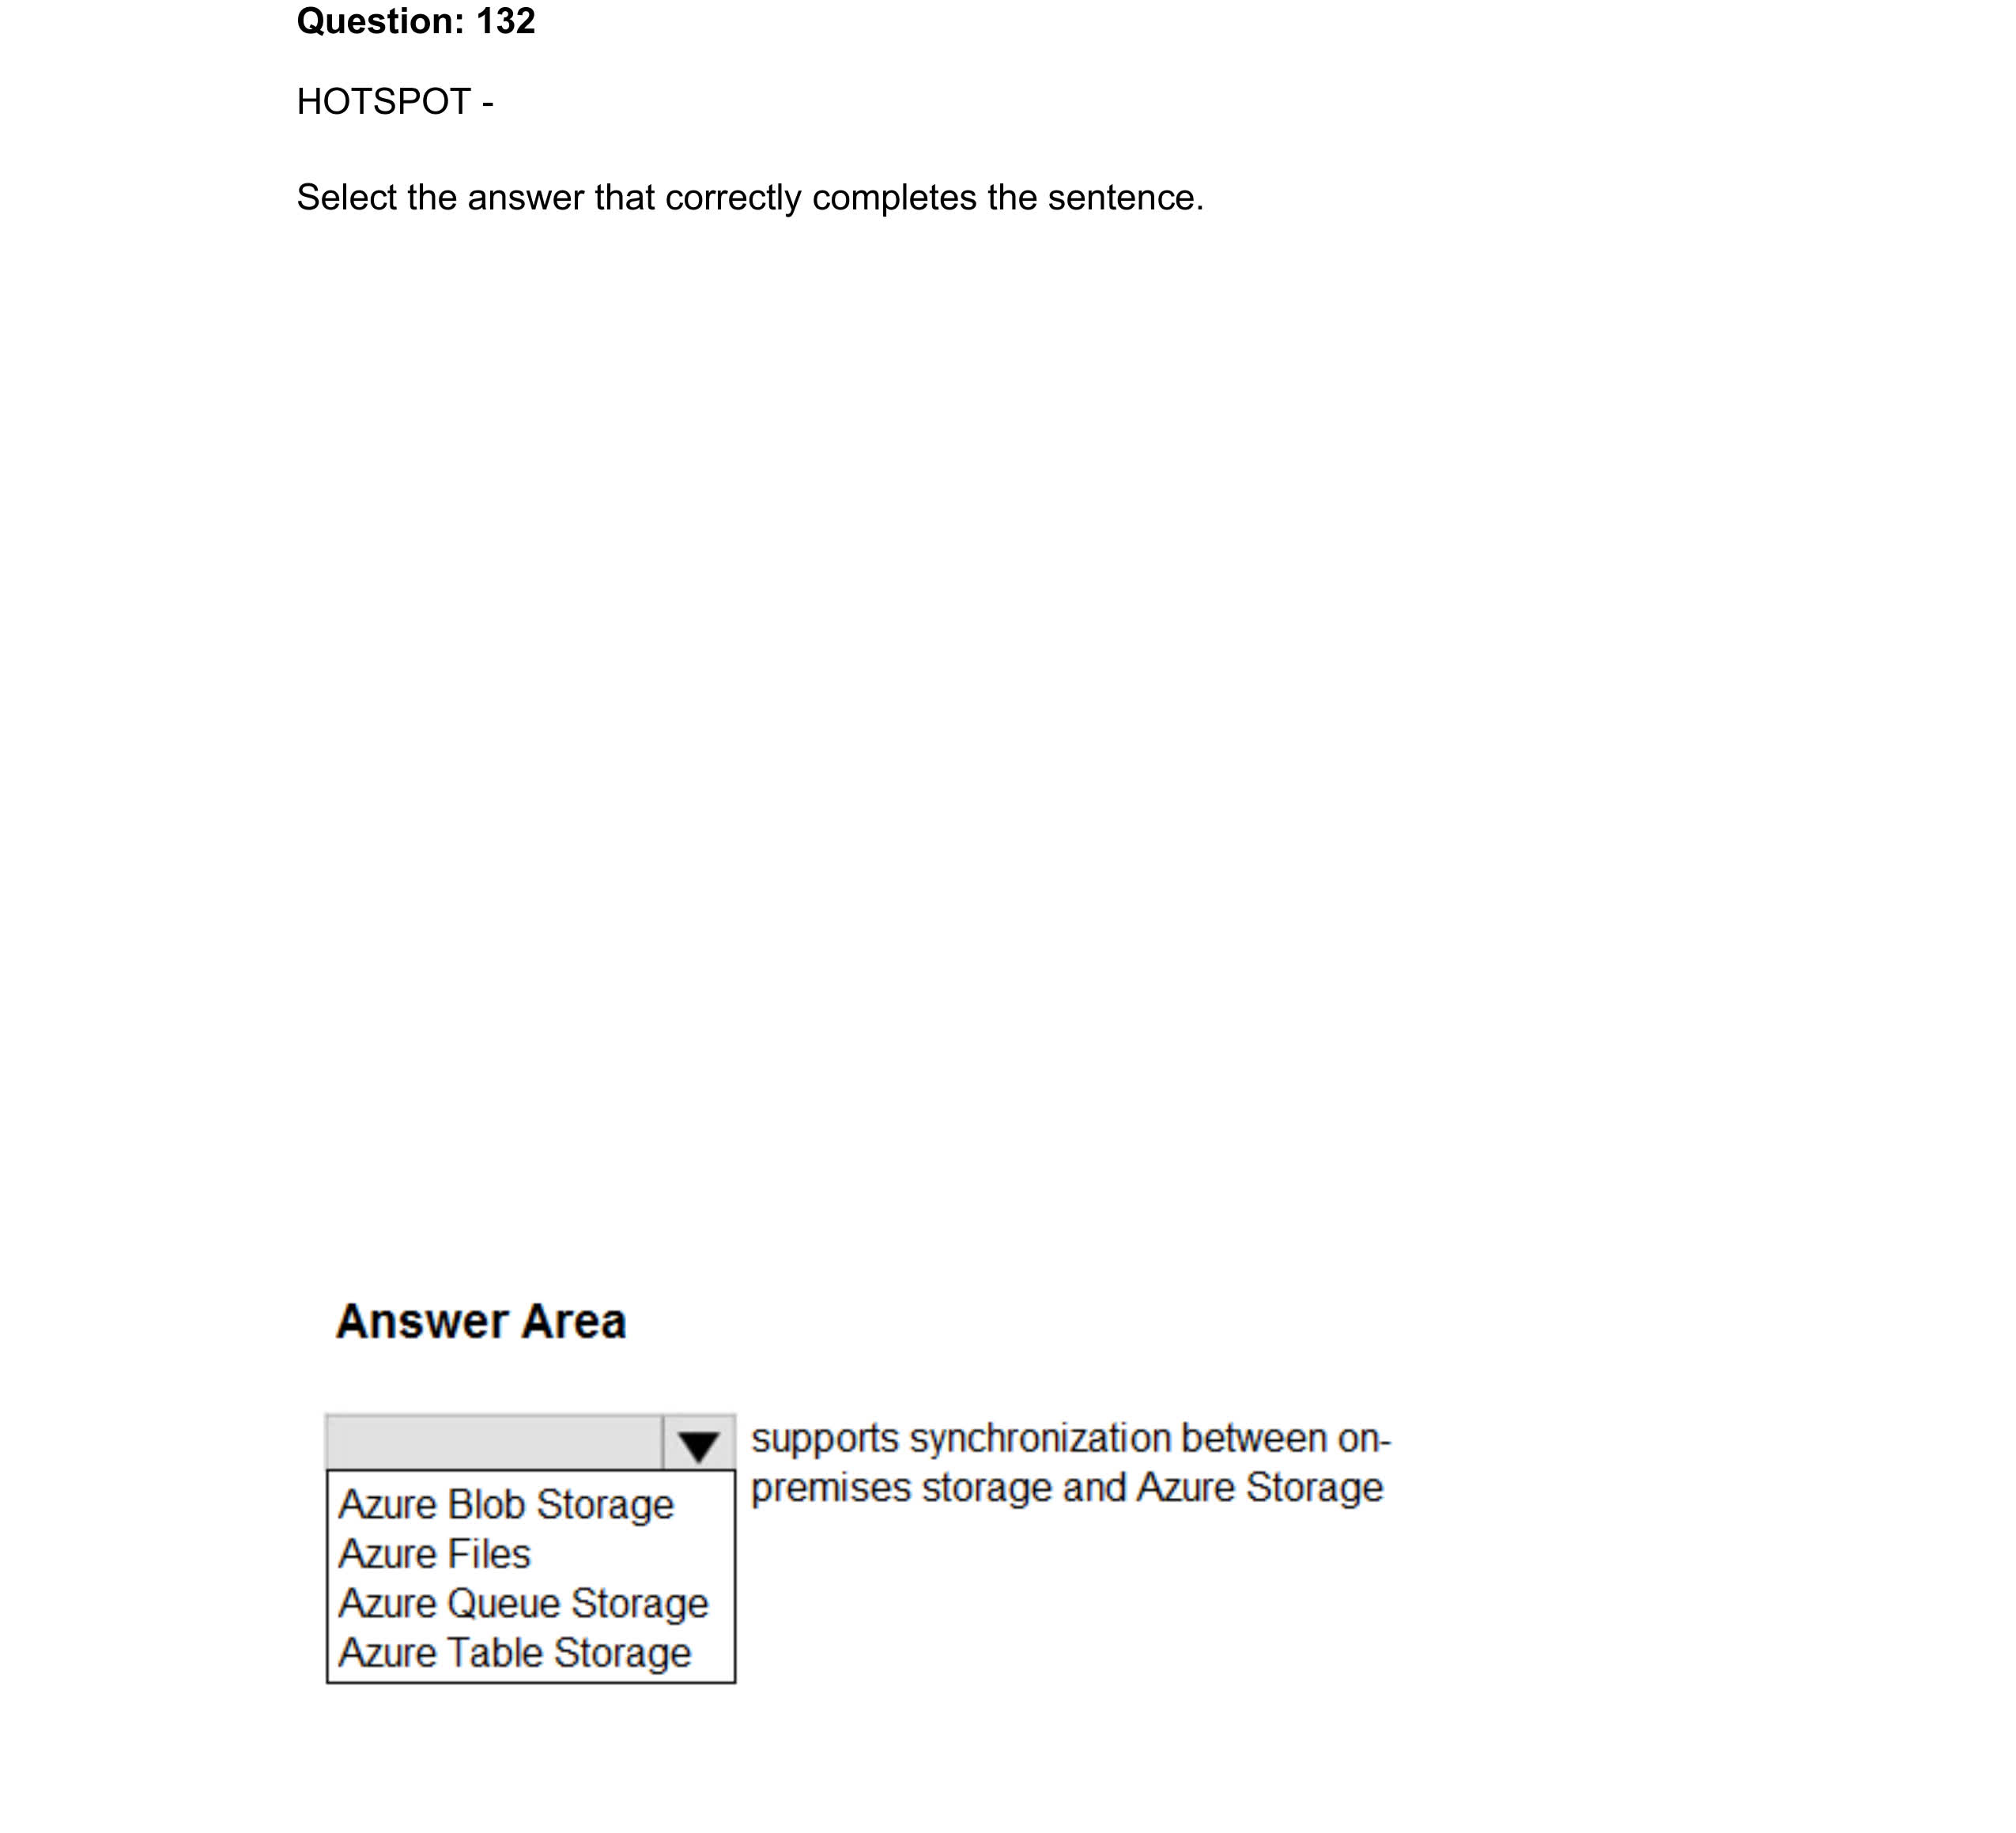 Question: 132
HOTSPOT -
Select the answer that correctly completes the sentence.
Answer Area
supports synchronization between on-
premises storage and Azure Storage
Azure Blob Storage
Azure Files
Azure Queue Storage
Azure Table Storage